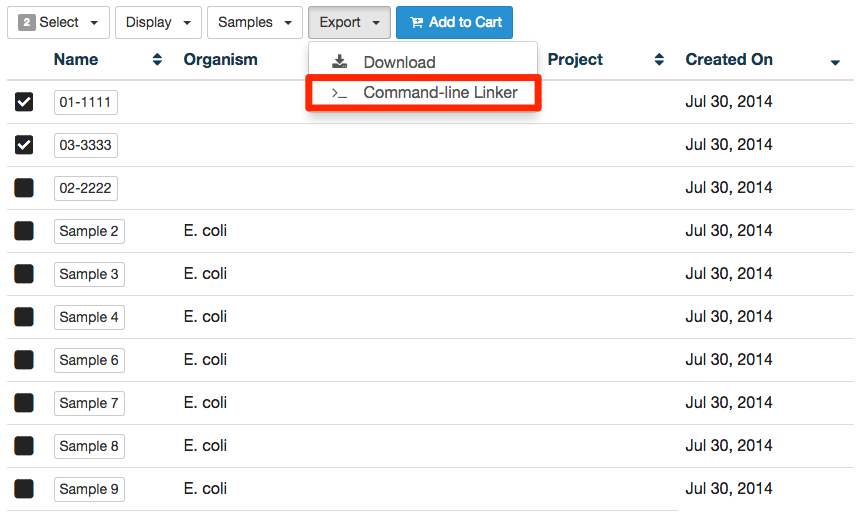 2 Select Display Samples Export Add to Cart
Download
Name Organism Project Created On
>_ Command-line Linker
01-1111 Jul 30, 2014
03-3333 Jul 30, 2014
02-2222 Jul 30, 2014
Sample 2 E. coli Jul 30, 2014
Sample 3 E. coli Jul 30, 2014
Sample 4 E. coli Jul 30, 2014
Sample 6 E. coli Jul 30, 2014
Sample 7 E. coli Jul 30, 2014
Sample 8 E. coli Jul 30, 2014
Sample 9 E. coli Jul 30, 2014